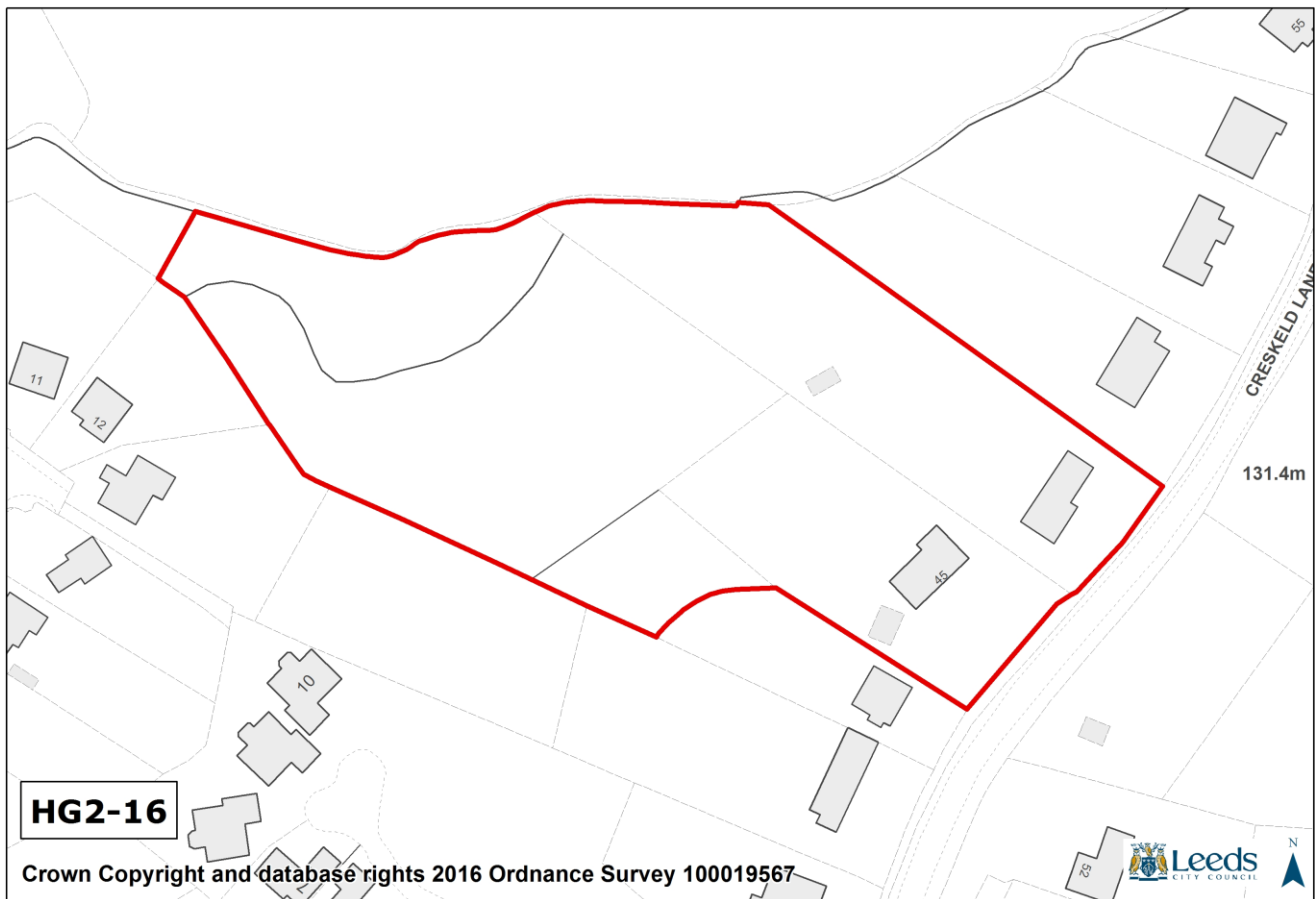 55
CRESKELD LANE
11
12
131.4m
45
10
HG2-16
52
Leeds
CITY COUNCIL
N
Crown Copyright and database rights 2016 Ordnance Survey 100019567